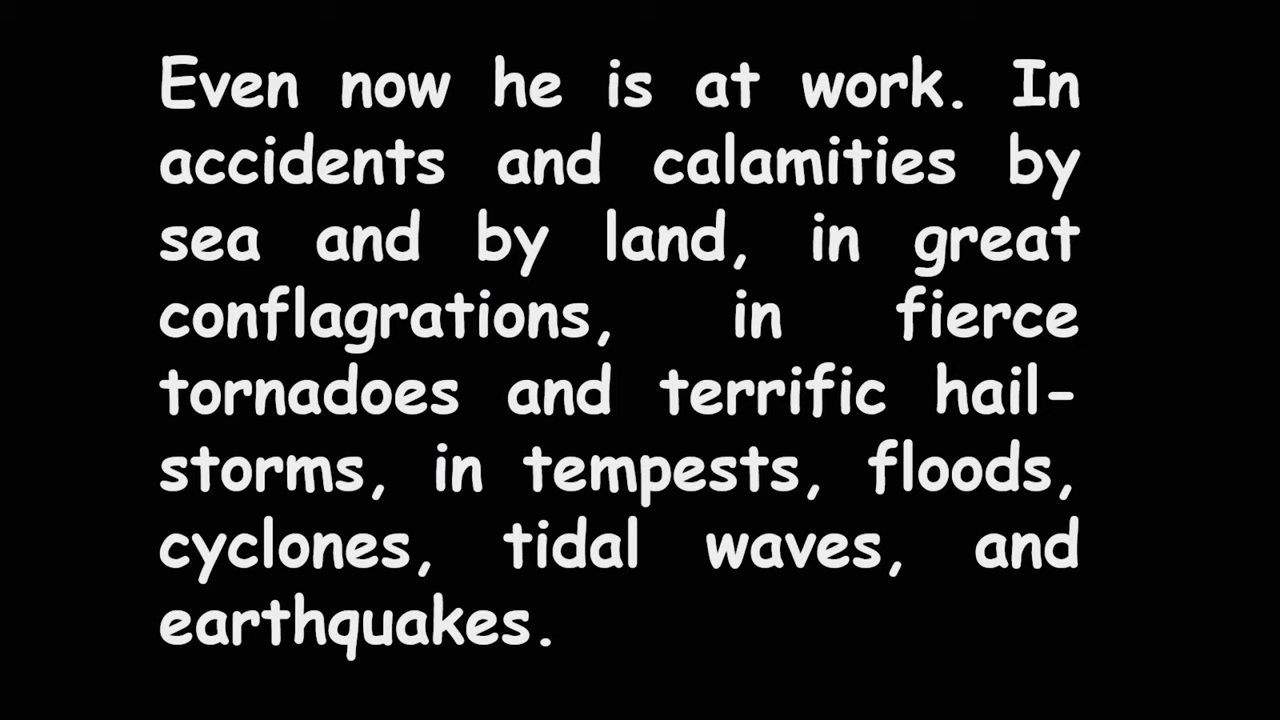 Even now he is at work. In
accidents and calamities by
sea and by land, in great
conflagrations, in fierce
tornadoes and terrific hail-
storms, in tempests, floods,
cyclones, tidal waves, and
earthquakes.